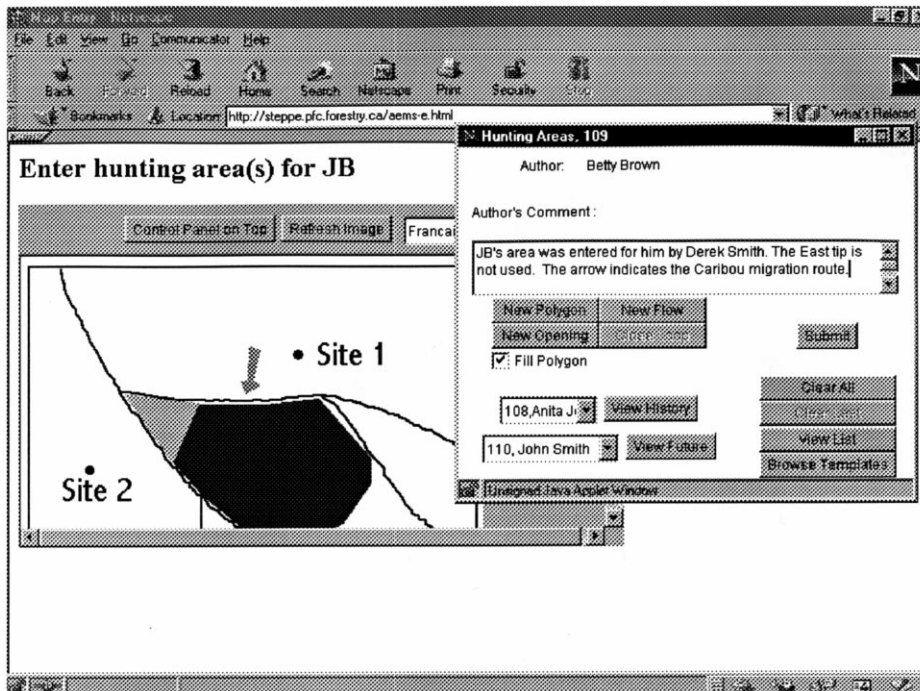 Map Entry - Netscape
File Edit View Go Communicator Help
Back Forward Reload Home Search Netscape Print Security Stop
Bookmarks Location: http://steppe.pfc.forestry.ca/aems-e.html What's Related
Hunting Areas, 109
Enter hunting area(s) for JB
Author: Betty Brown
Control Panel on Top Refresh Image Francai
Author's Comment :
JB's area was entered for him by Derek Smith. The East tip is
not used. The arrow indicates the Caribou migration route.
New Polygon New Flow
New Opening Close Loop Submit
Fill Polygon
Site 1
Clear All
108,Anita J View History
Clear Last
110, John Smith View Future
View List
Browse Templates
Site 2
Unsigned Java Applet Window